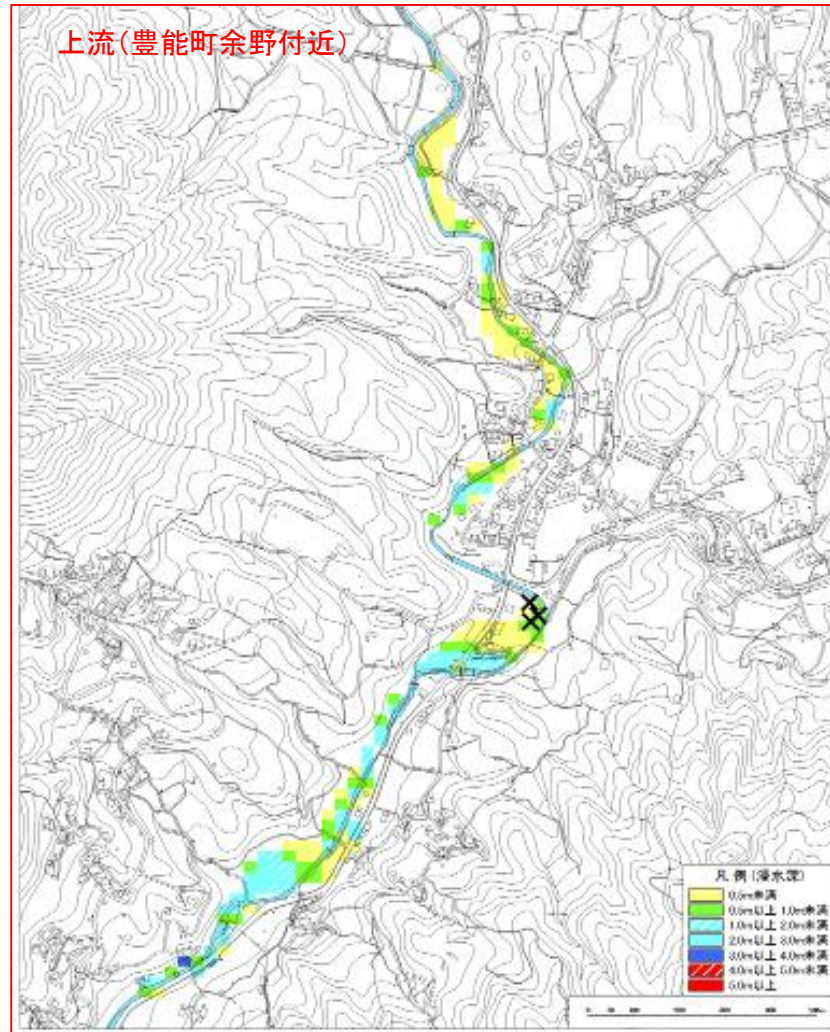 上流(豊能町余野付近)
凡 例 (浸水深)
0.5m未満
0.5m以上 1.0m未満
1.0m以上 2.0m未満
2.0m以上 3.0m未満
3.0m以上 4.0m未満
4.0m以上 5.0m未満
5.0m以上